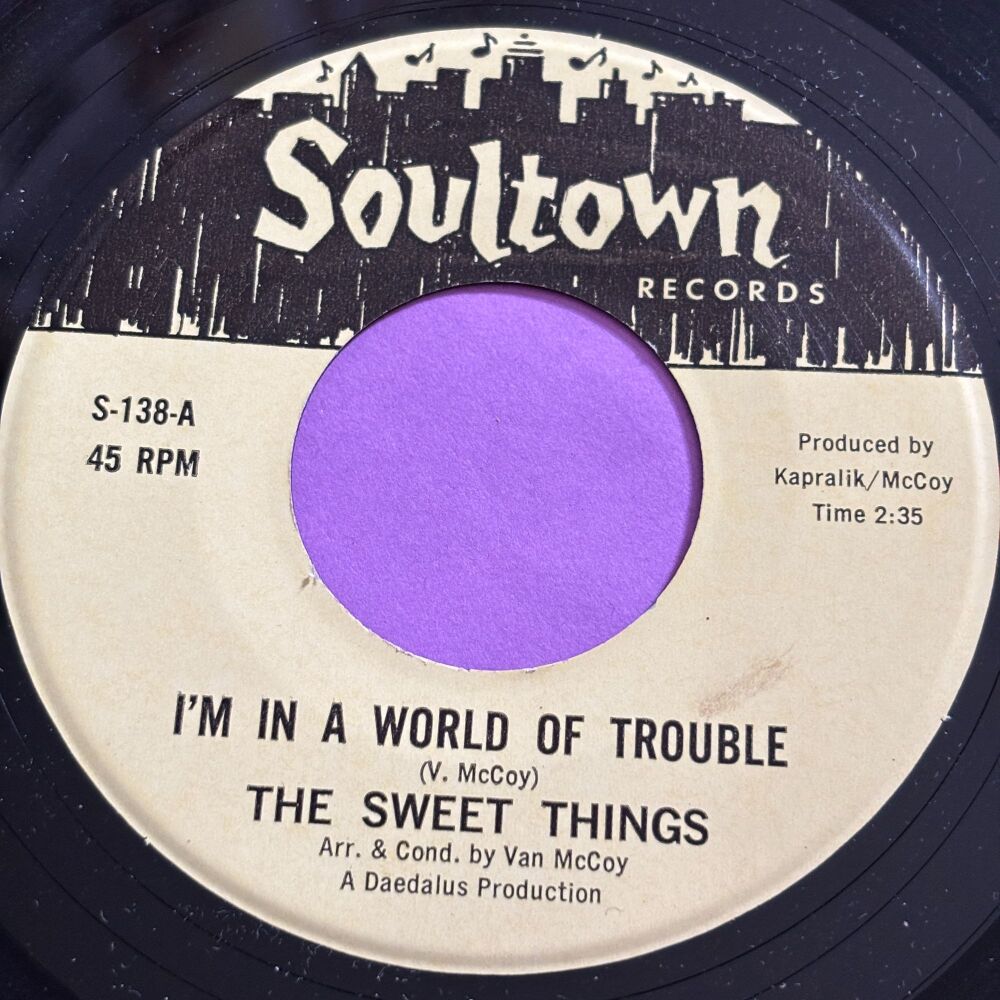 Soultown
RECORDS
S-138-A
45 RPM
Produced by
Kapralik/McCoy
Time 2:35
I'M IN A WORLD OF TROUBLE
(V. McCoy)
THE SWEET THINGS
Arr. & Cond. by Van McCoy
A Daedalus Production